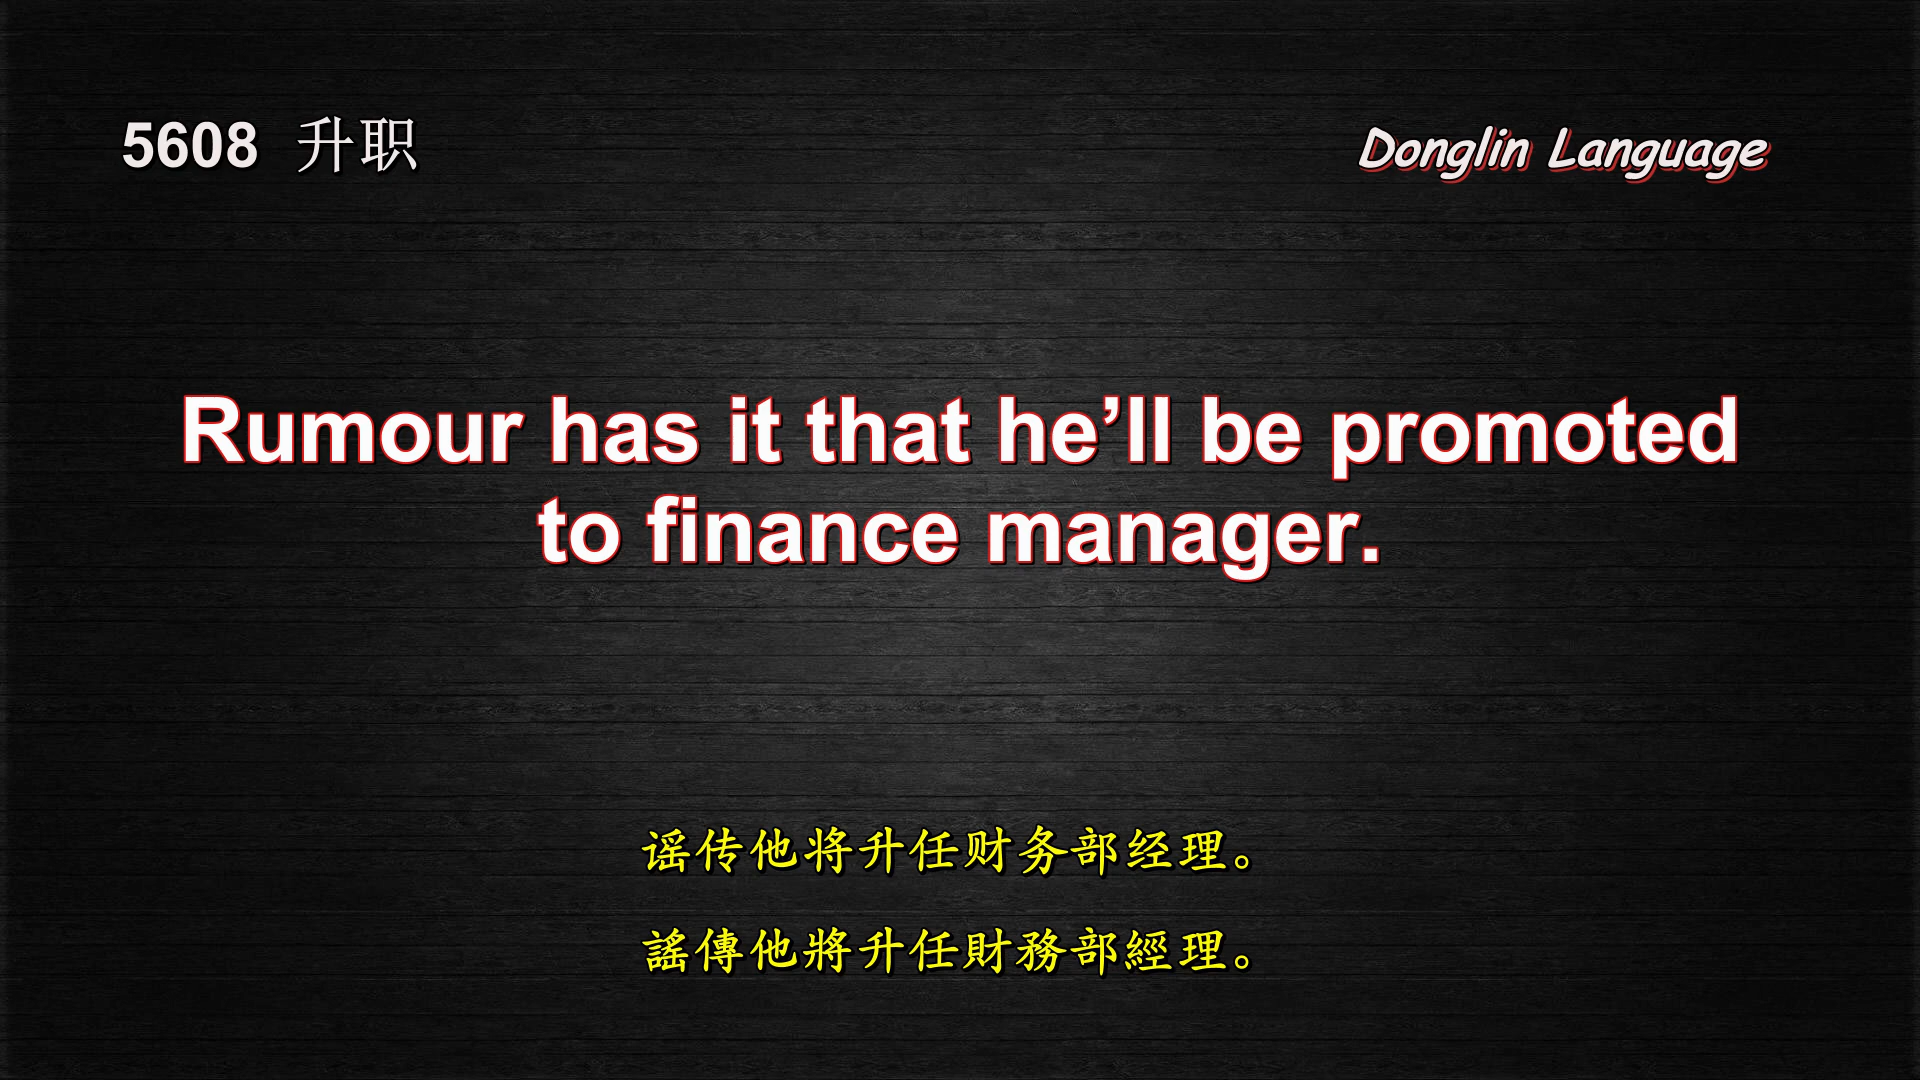 5608 升职
Donglin Language
Rumour has it that he’ll be promoted
to finance manager.
谣传他将升任财务部经理。
謠傳他將升任財務部經理。